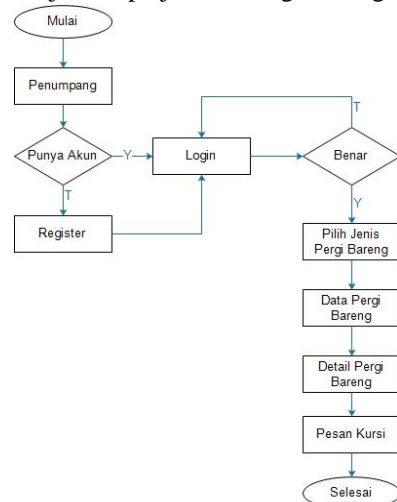 Mulai
Penumpang
Punya Akun
Y
Login
T
Benar
T
Register
Y
Pilih Jenis
Pergi Bareng
Data Pergi
Bareng
Detail Pergi
Bareng
Pesan Kursi
Selesai